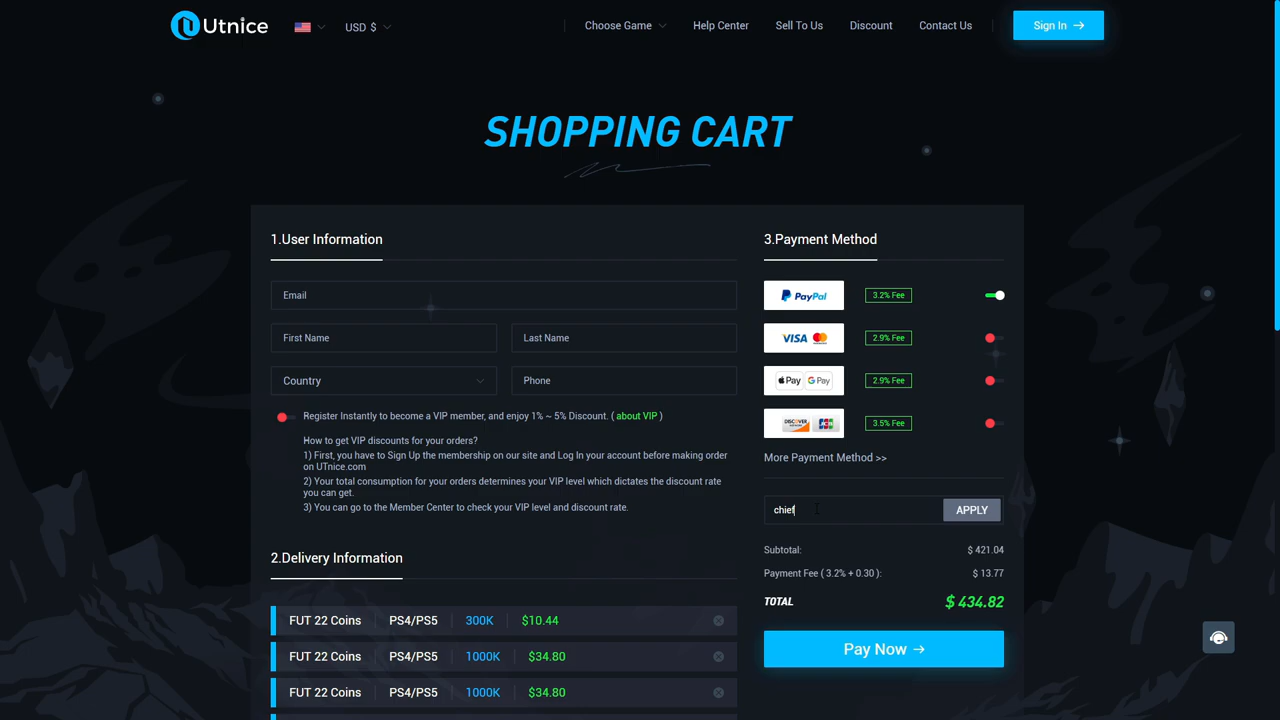 Utnice
USD $
Choose Game
Help Center
Sell To Us
Discount
Contact Us
Sign In →
SHOPPING CART
1.User Information
Email
First Name
Last Name
Country
Phone
Register Instantly to become a VIP member, and enjoy 1% ~ 5% Discount. ( about VIP )
How to get VIP discounts for your orders?
1) First, you have to Sign Up the membership on our site and Log In your account before making order
on UTnice.com
2) Your total consumption for your orders determines your VIP level which dictates the discount rate
you can get.
3) You can go to the Member Center to check your VIP level and discount rate.
2.Delivery Information
FUT 22 Coins PS4/PS5 300K $10.44
FUT 22 Coins PS4/PS5 1000K $34.80
FUT 22 Coins PS4/PS5 1000K $34.80
3.Payment Method
PayPal 3.2% Fee
VISA 2.9% Fee
Pay G Pay 2.9% Fee
DISCOVER JCB 3.5% Fee
More Payment Method >>
chief
APPLY
Subtotal: $ 421.04
Payment Fee ( 3.2% + 0.30 ): $ 13.77
TOTAL $ 434.82
Pay Now →